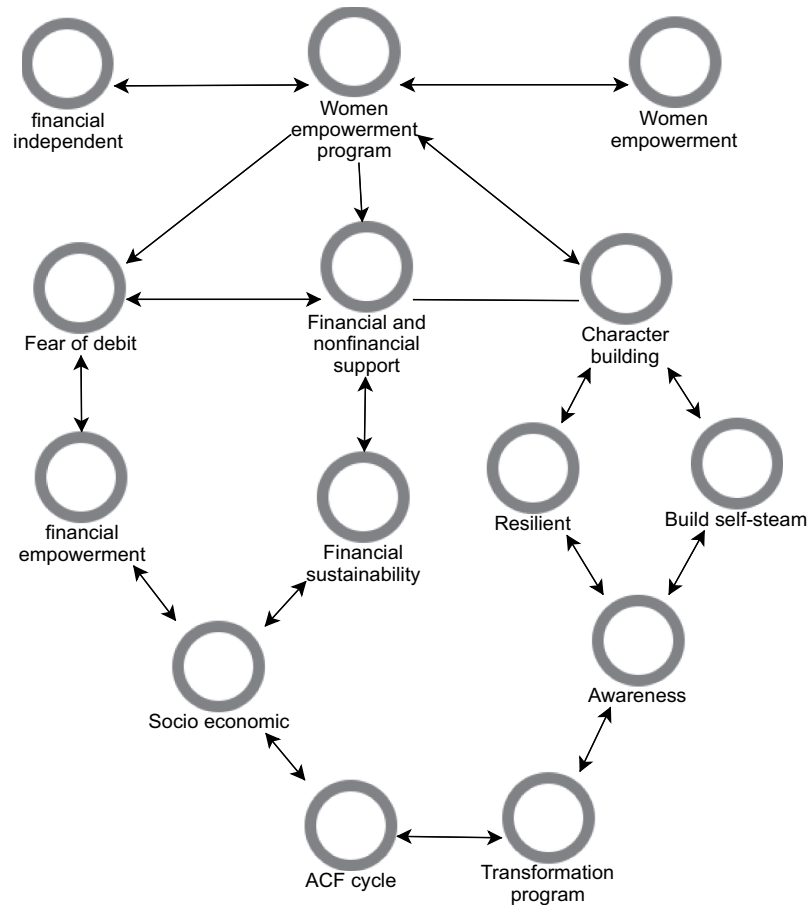 financial
independent
Women
empowerment
program
Women
empowerment
Fear of debit
Financial and
nonfinancial
support
Character
building
financial
empowerment
Financial
sustainability
Resilient
Build self-steam
Socio economic
Awareness
ACF cycle
Transformation
program